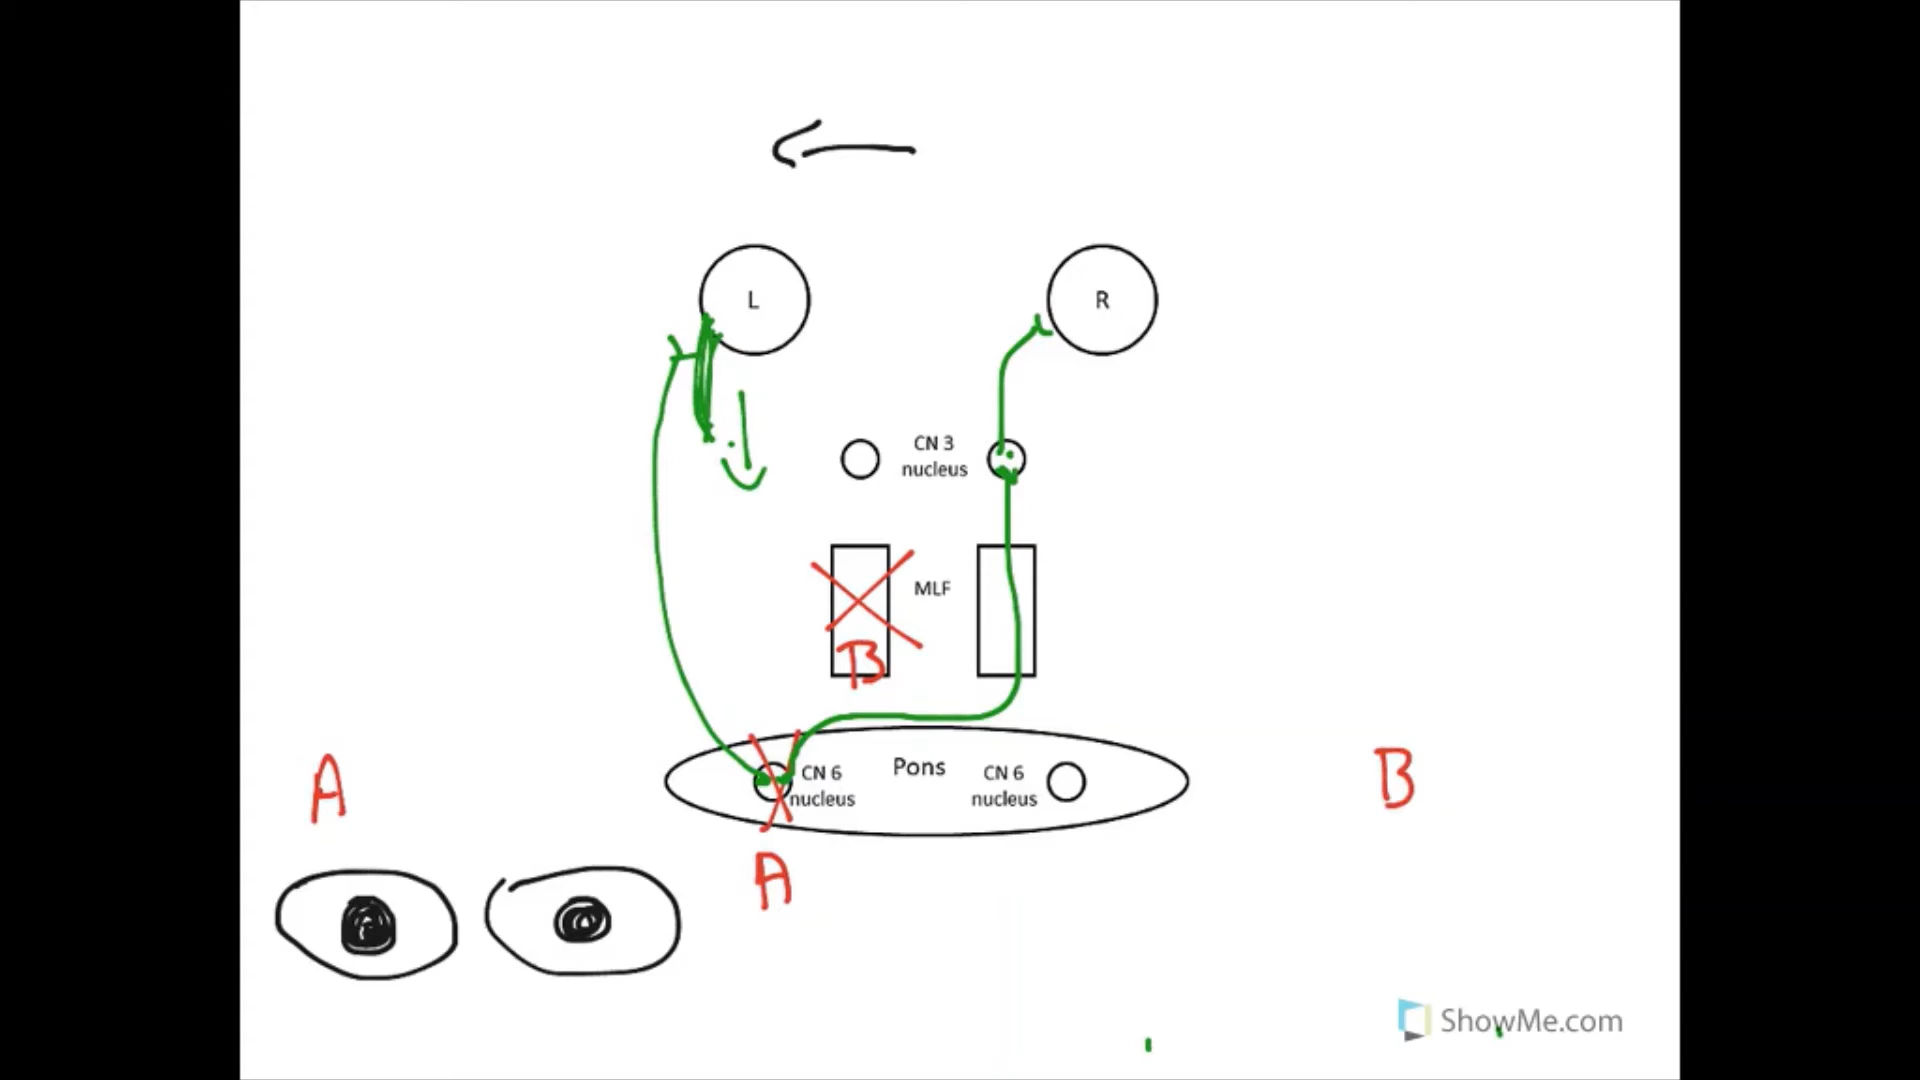 L
R
CN 3
nucleus
MLF
B
Pons
CN 6
nucleus
CN 6
nucleus
A
B
A
ShowMe.com